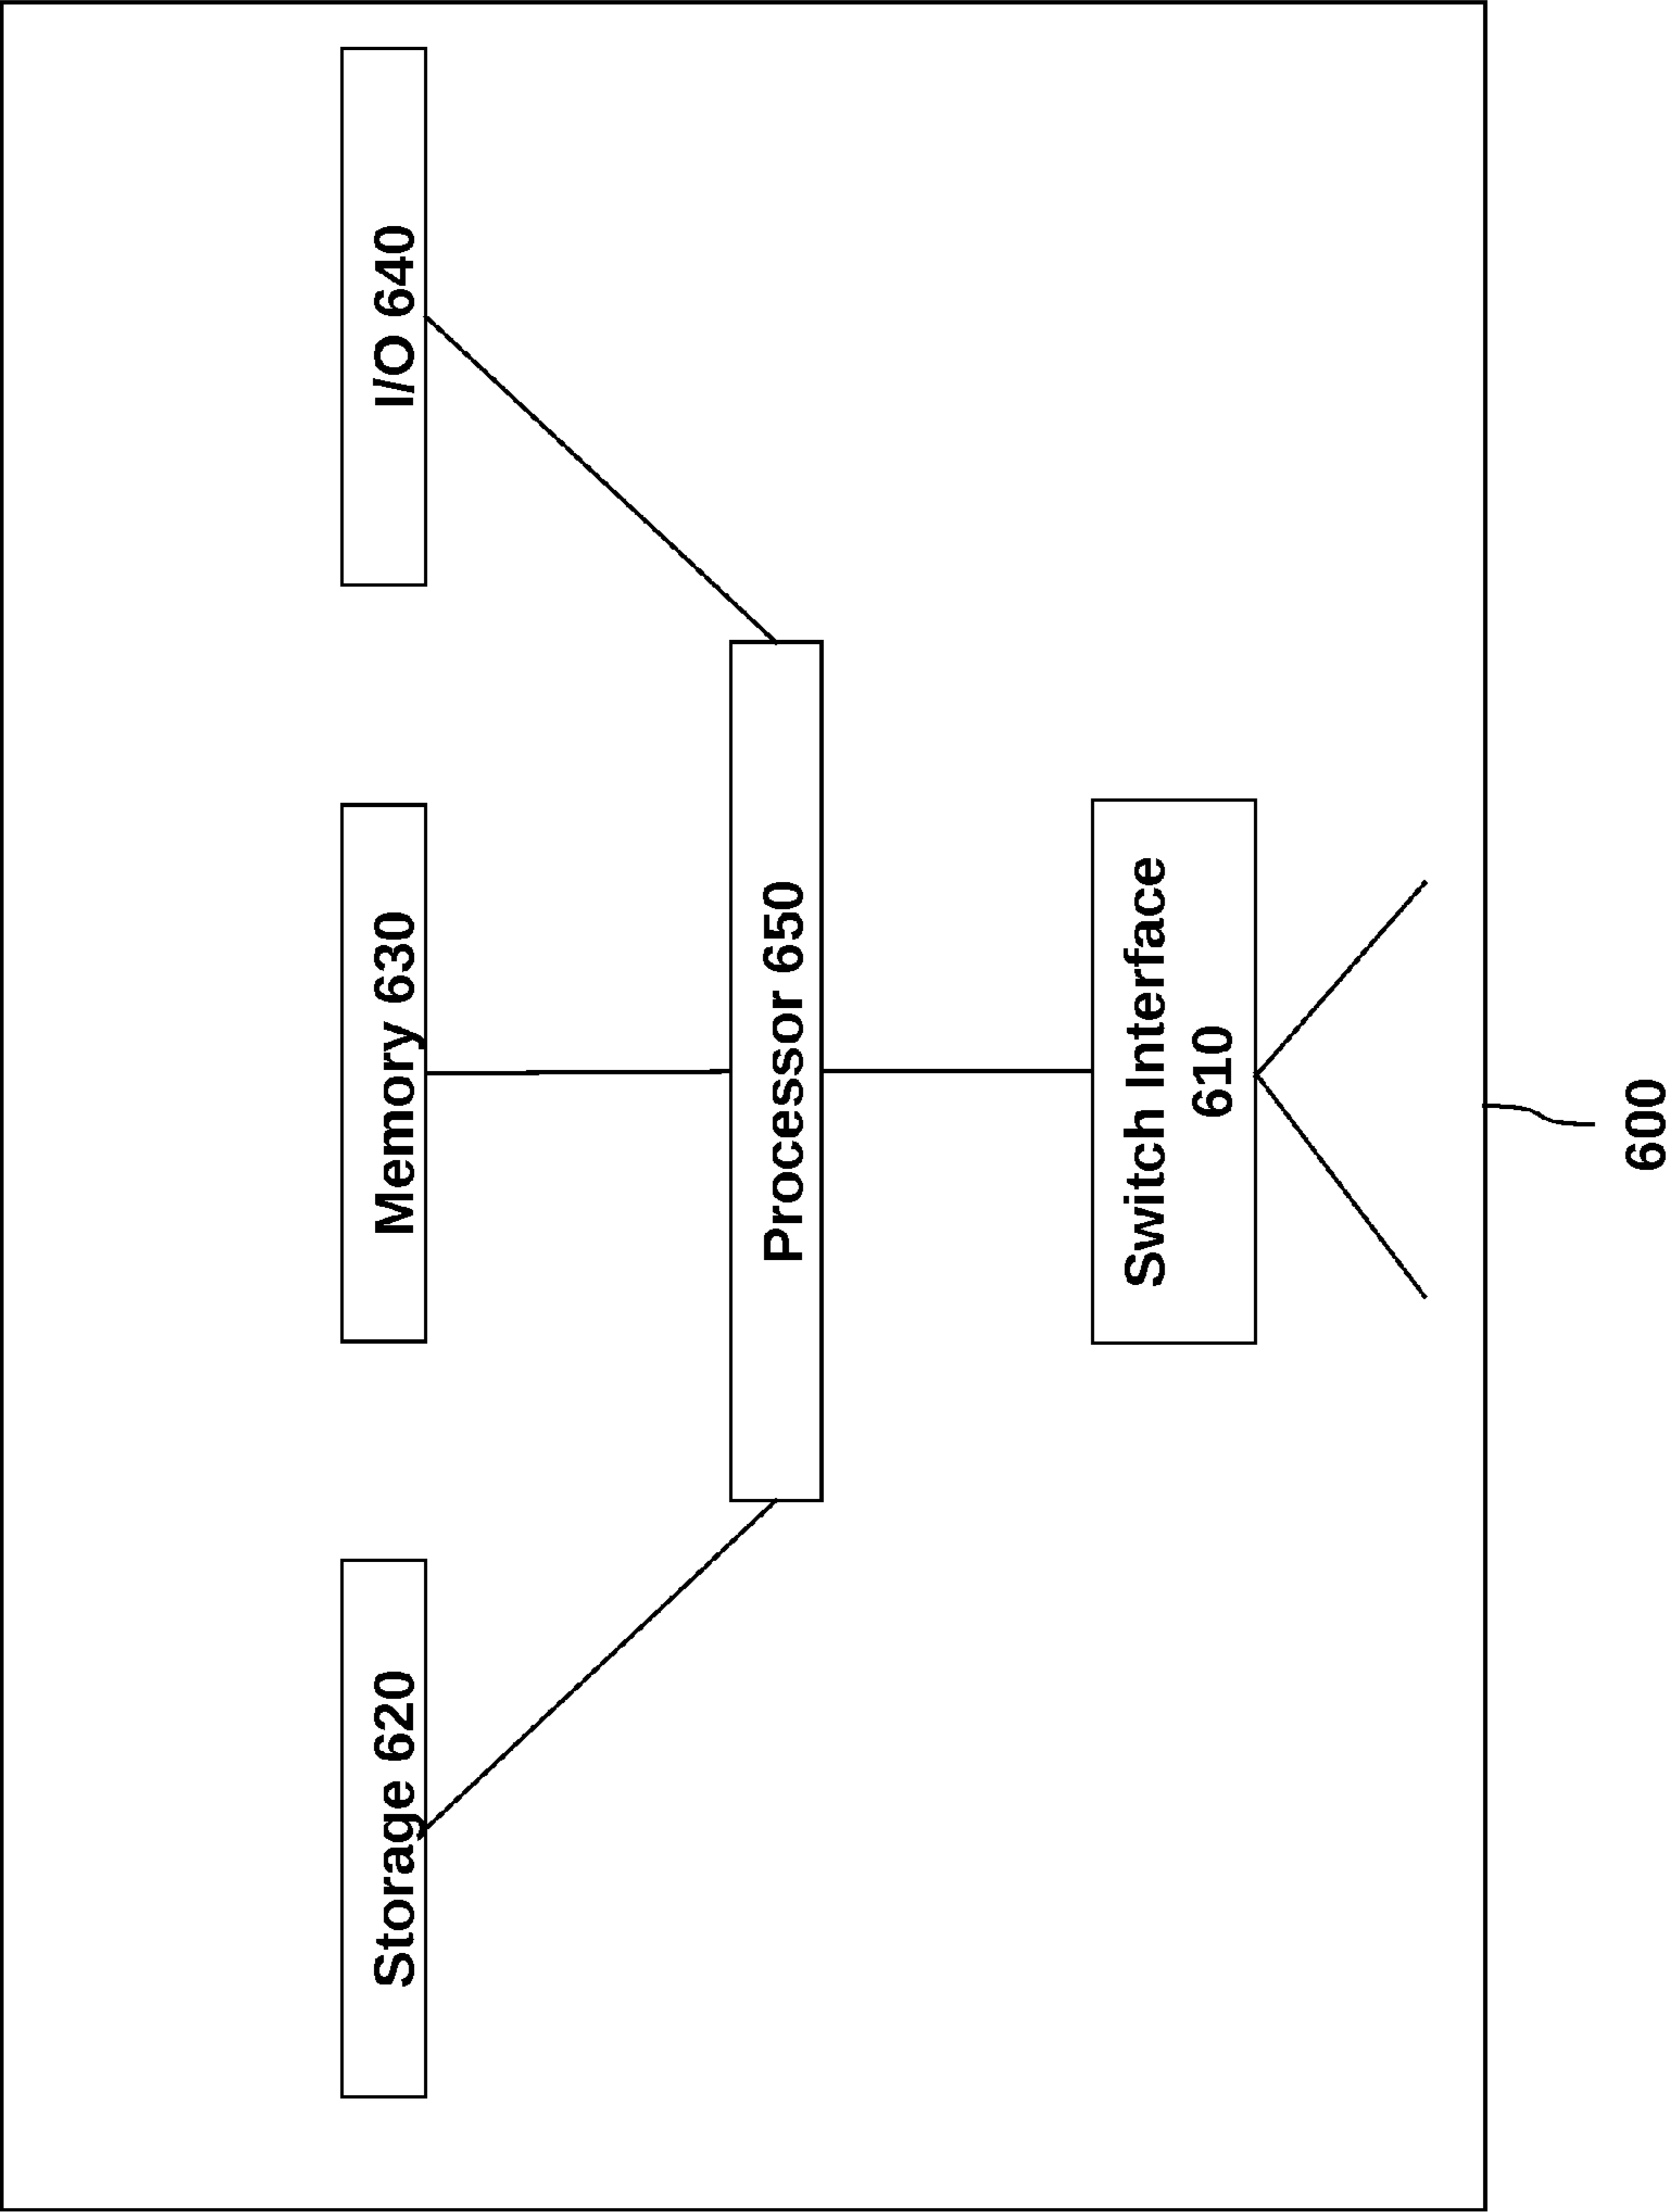 Storage 620
Memory 630
I/O 640
Processor 650
Switch Interface
610
600